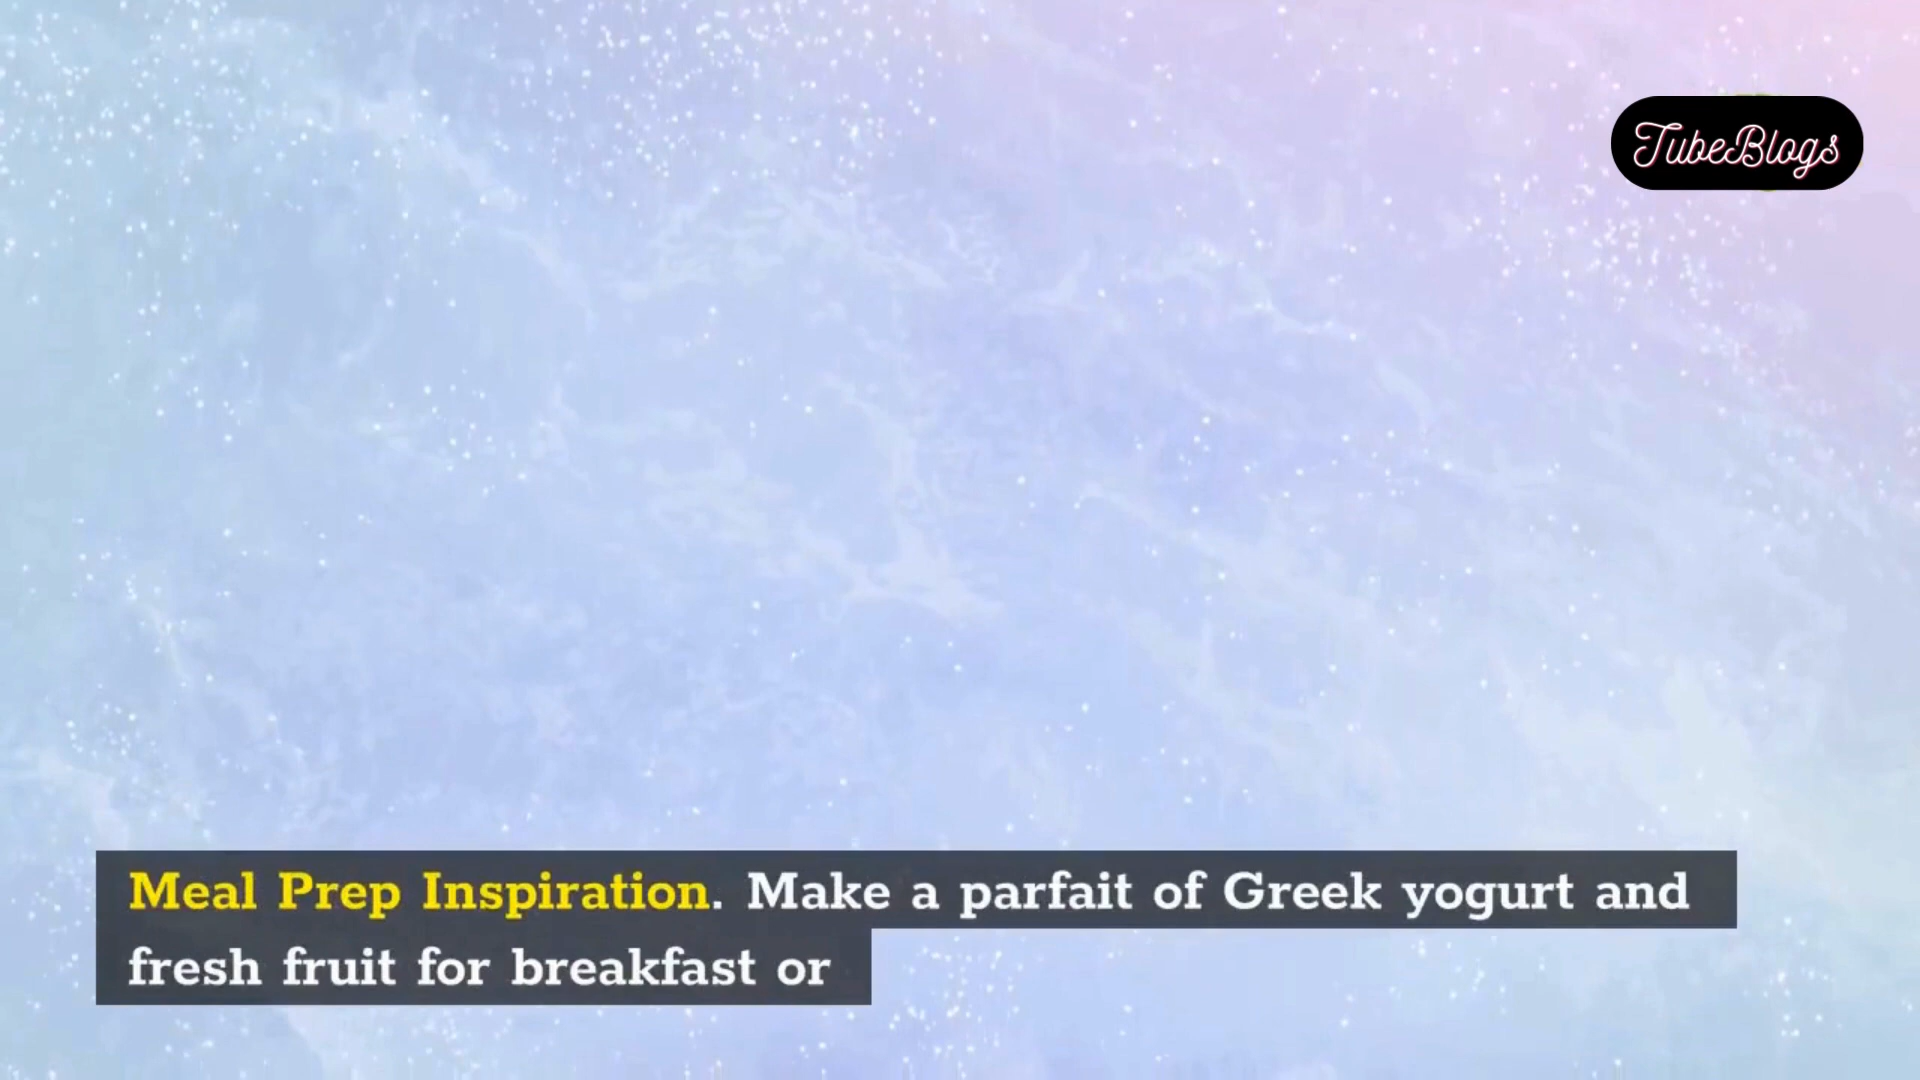 TubeBlogs
Meal Prep Inspiration. Make a parfait of Greek yogurt and
fresh fruit for breakfast or